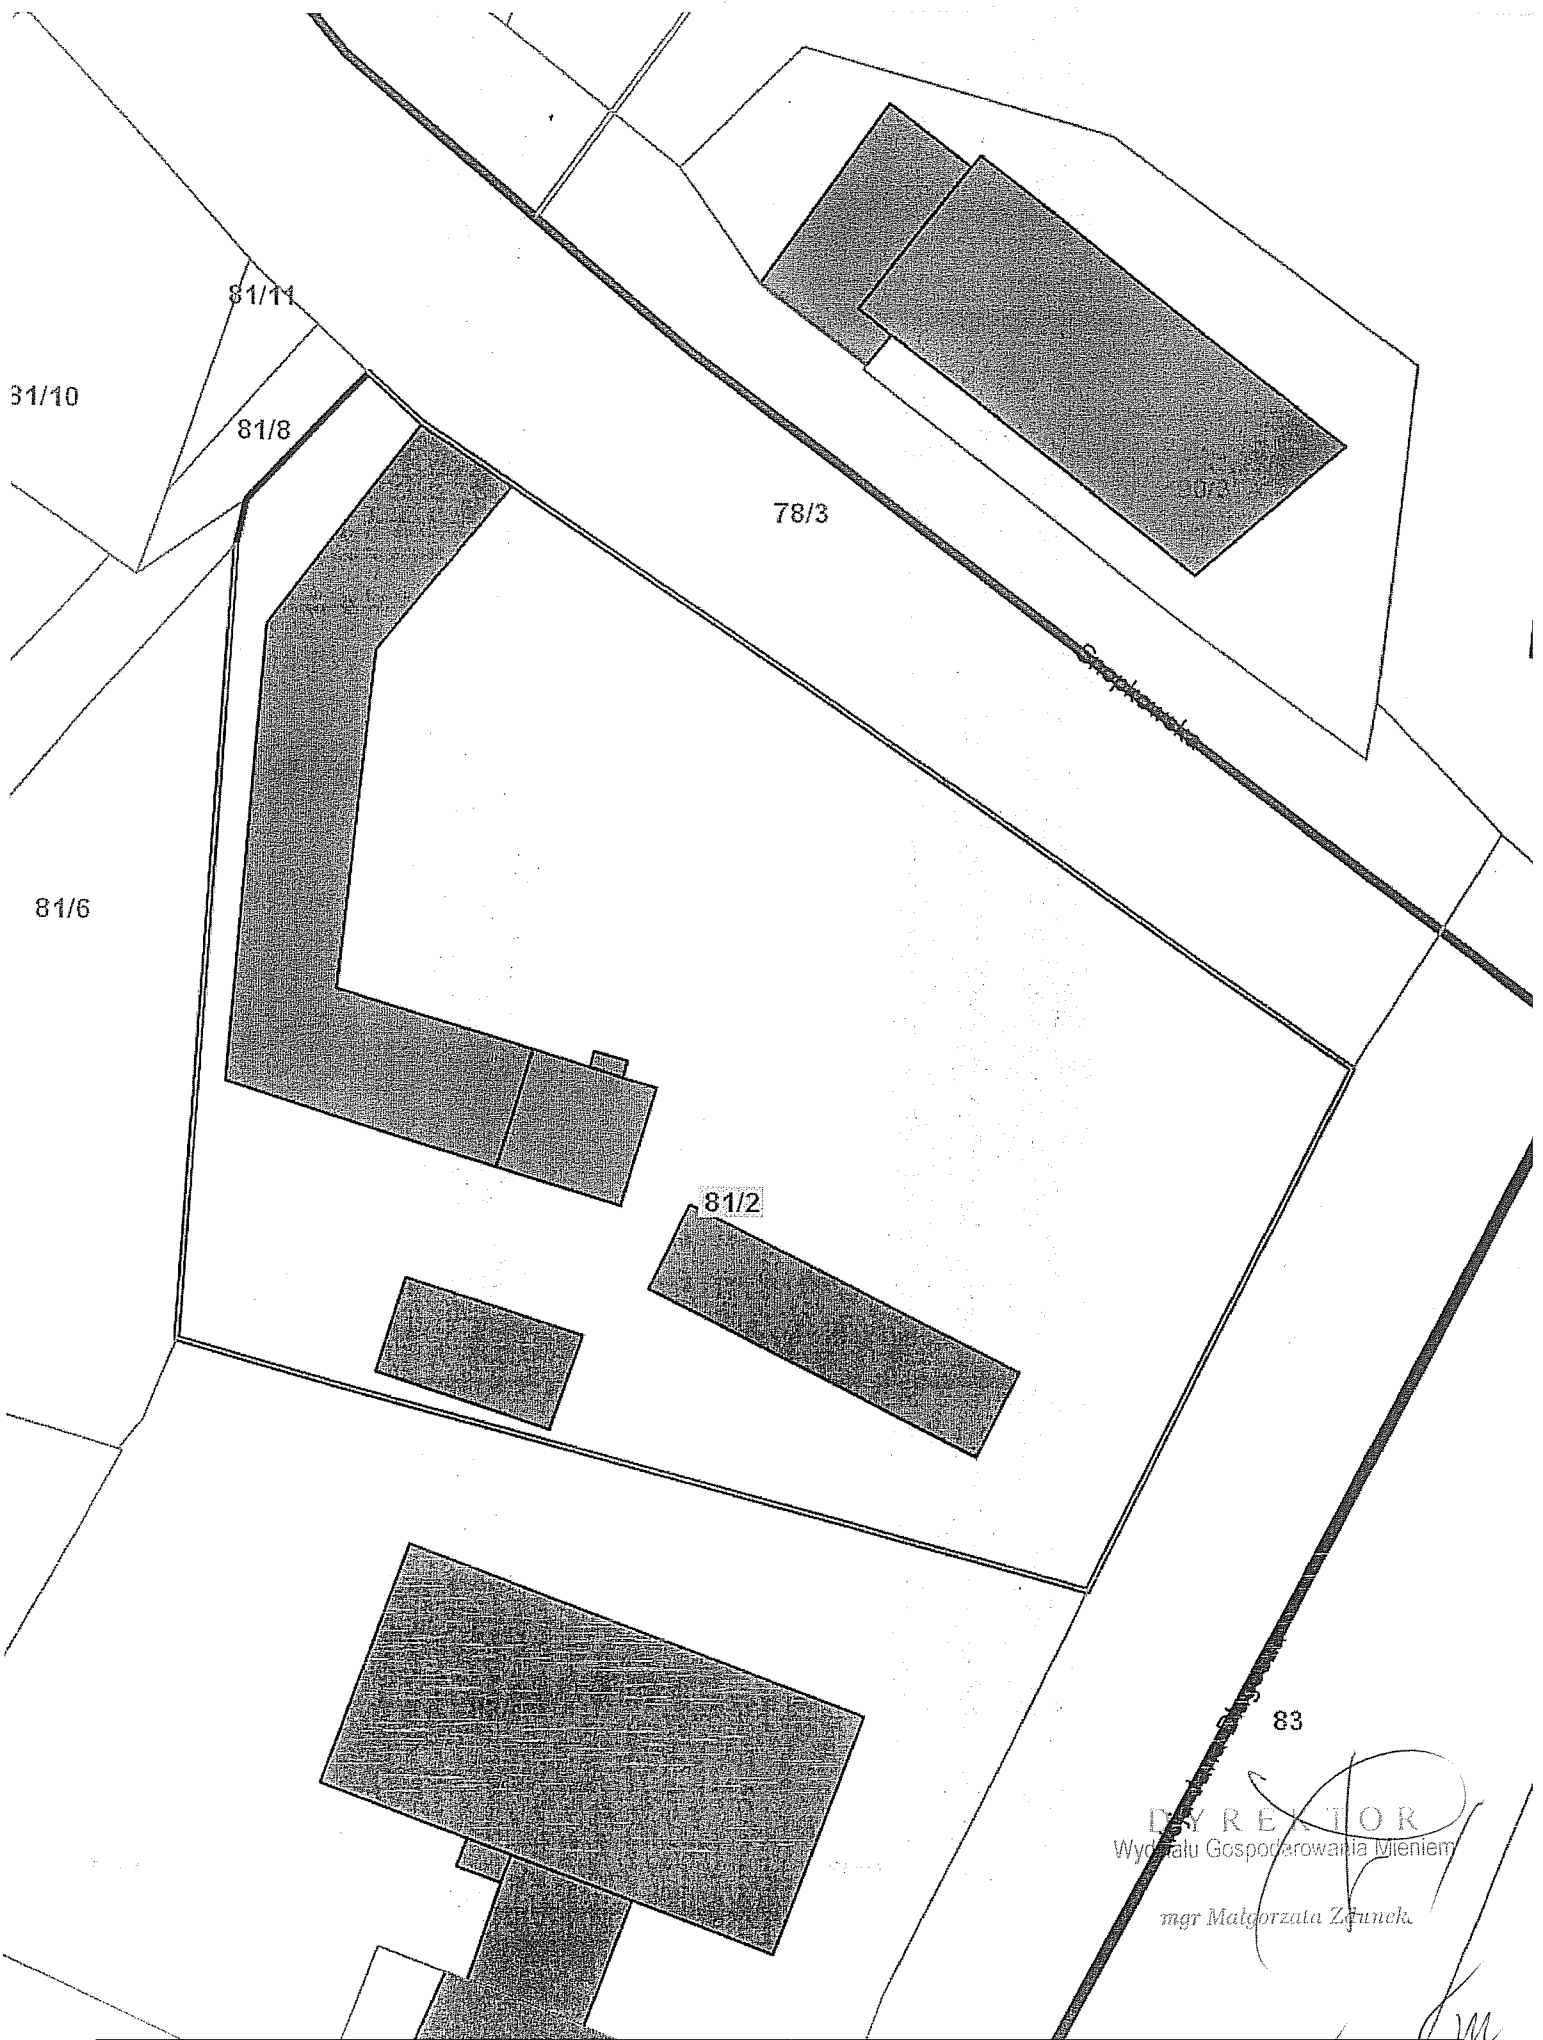 81/11
81/10
81/8
78/3
81/6
81/2
83
DYREKTOR
Wydziału Gospodarowania Mieniem
mgr Małgorzata Zdunek